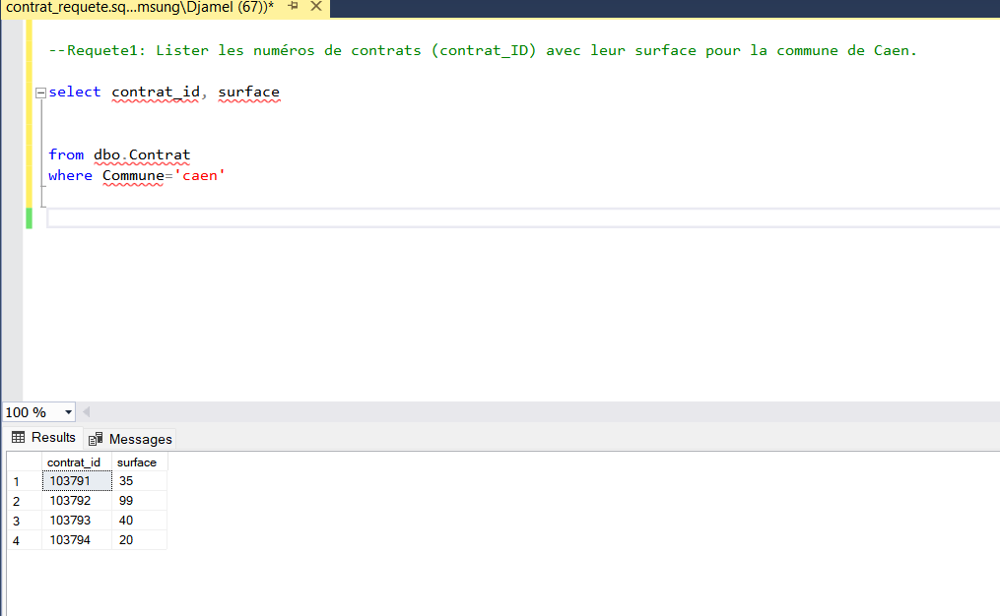 contrat_requete.sq...msung\Djamel (67))*
--Requete1: Lister les numéros de contrats (contrat_ID) avec leur surface pour la commune de Caen.
select contrat_id, surface
from dbo.Contrat
where Commune='caen'
100 %
Results Messages
contrat_id surface
1 103791 35
2 103792 99
3 103793 40
4 103794 20